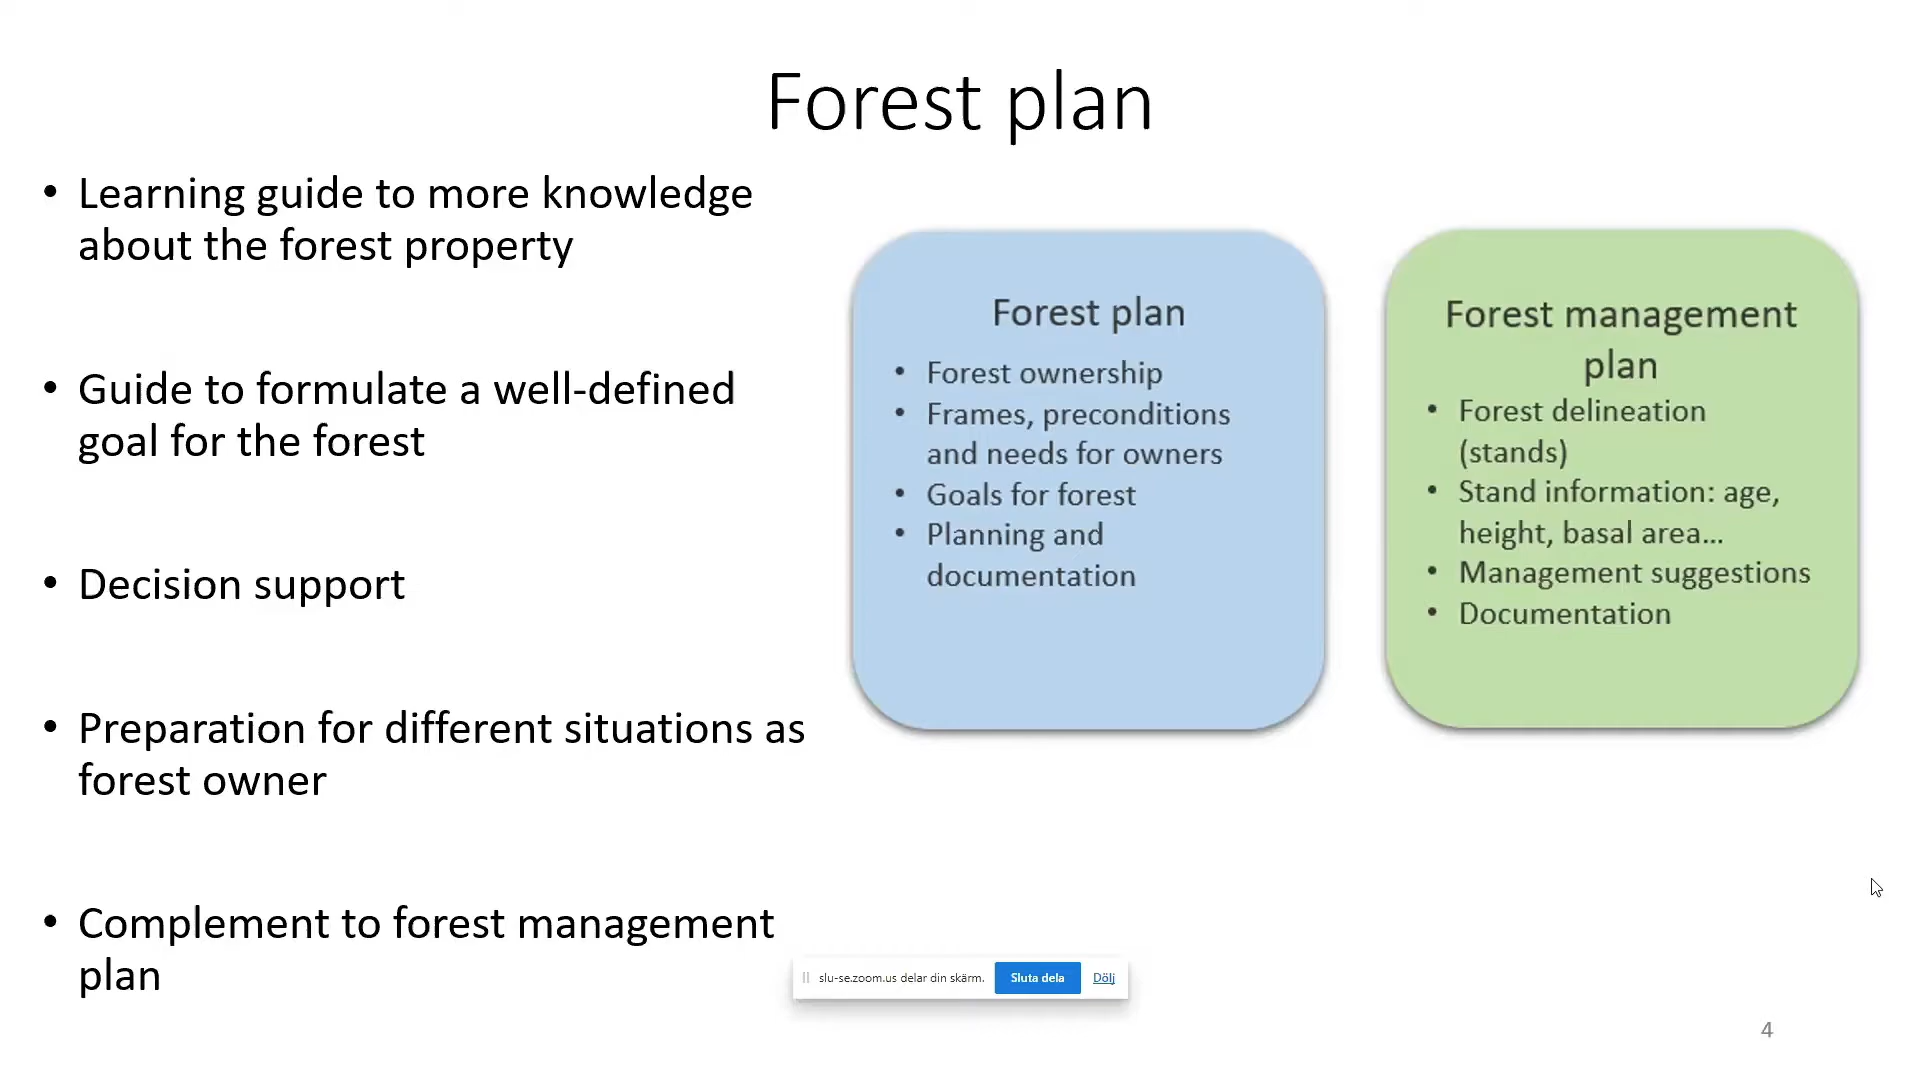 Forest plan
• Learning guide to more knowledge
about the forest property
• Guide to formulate a well-defined
goal for the forest
• Decision support
• Preparation for different situations as
forest owner
• Complement to forest management
plan
Forest plan
• Forest ownership
• Frames, preconditions
and needs for owners
• Goals for forest
• Planning and
documentation
Forest management
plan
• Forest delineation
(stands)
• Stand information: age,
height, basal area...
• Management suggestions
• Documentation
slu-se.zoom.us delar din skärm. Sluta dela Dölj
4